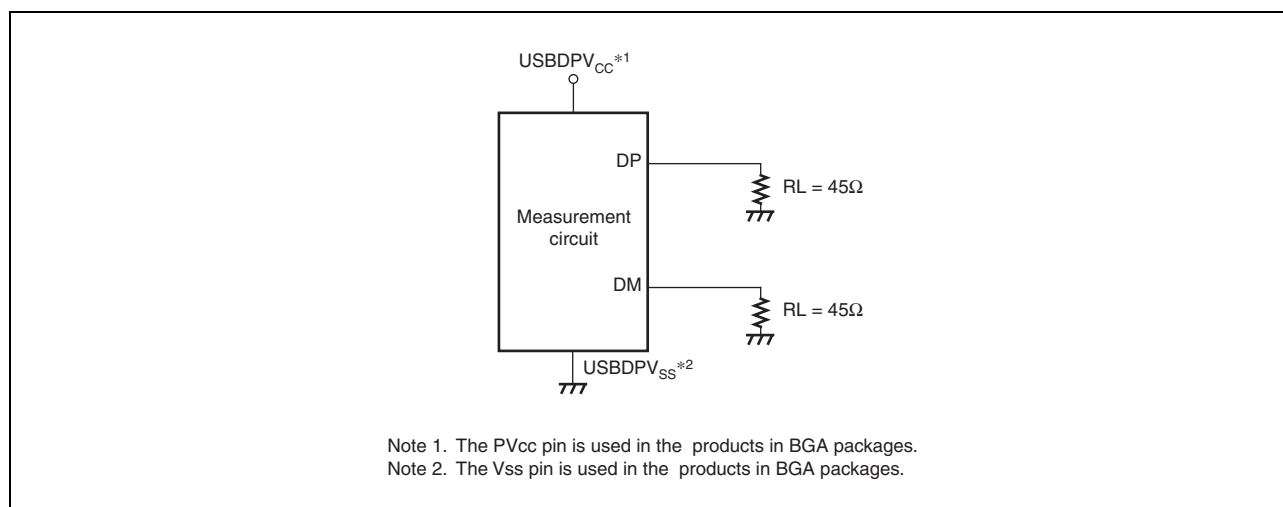 USBDPVCC*1
DP
RL = 45Ω
Measurement
circuit
DM
RL = 45Ω
USBDPVSS*2
Note 1. The PVcc pin is used in the products in BGA packages.
Note 2. The Vss pin is used in the products in BGA packages.